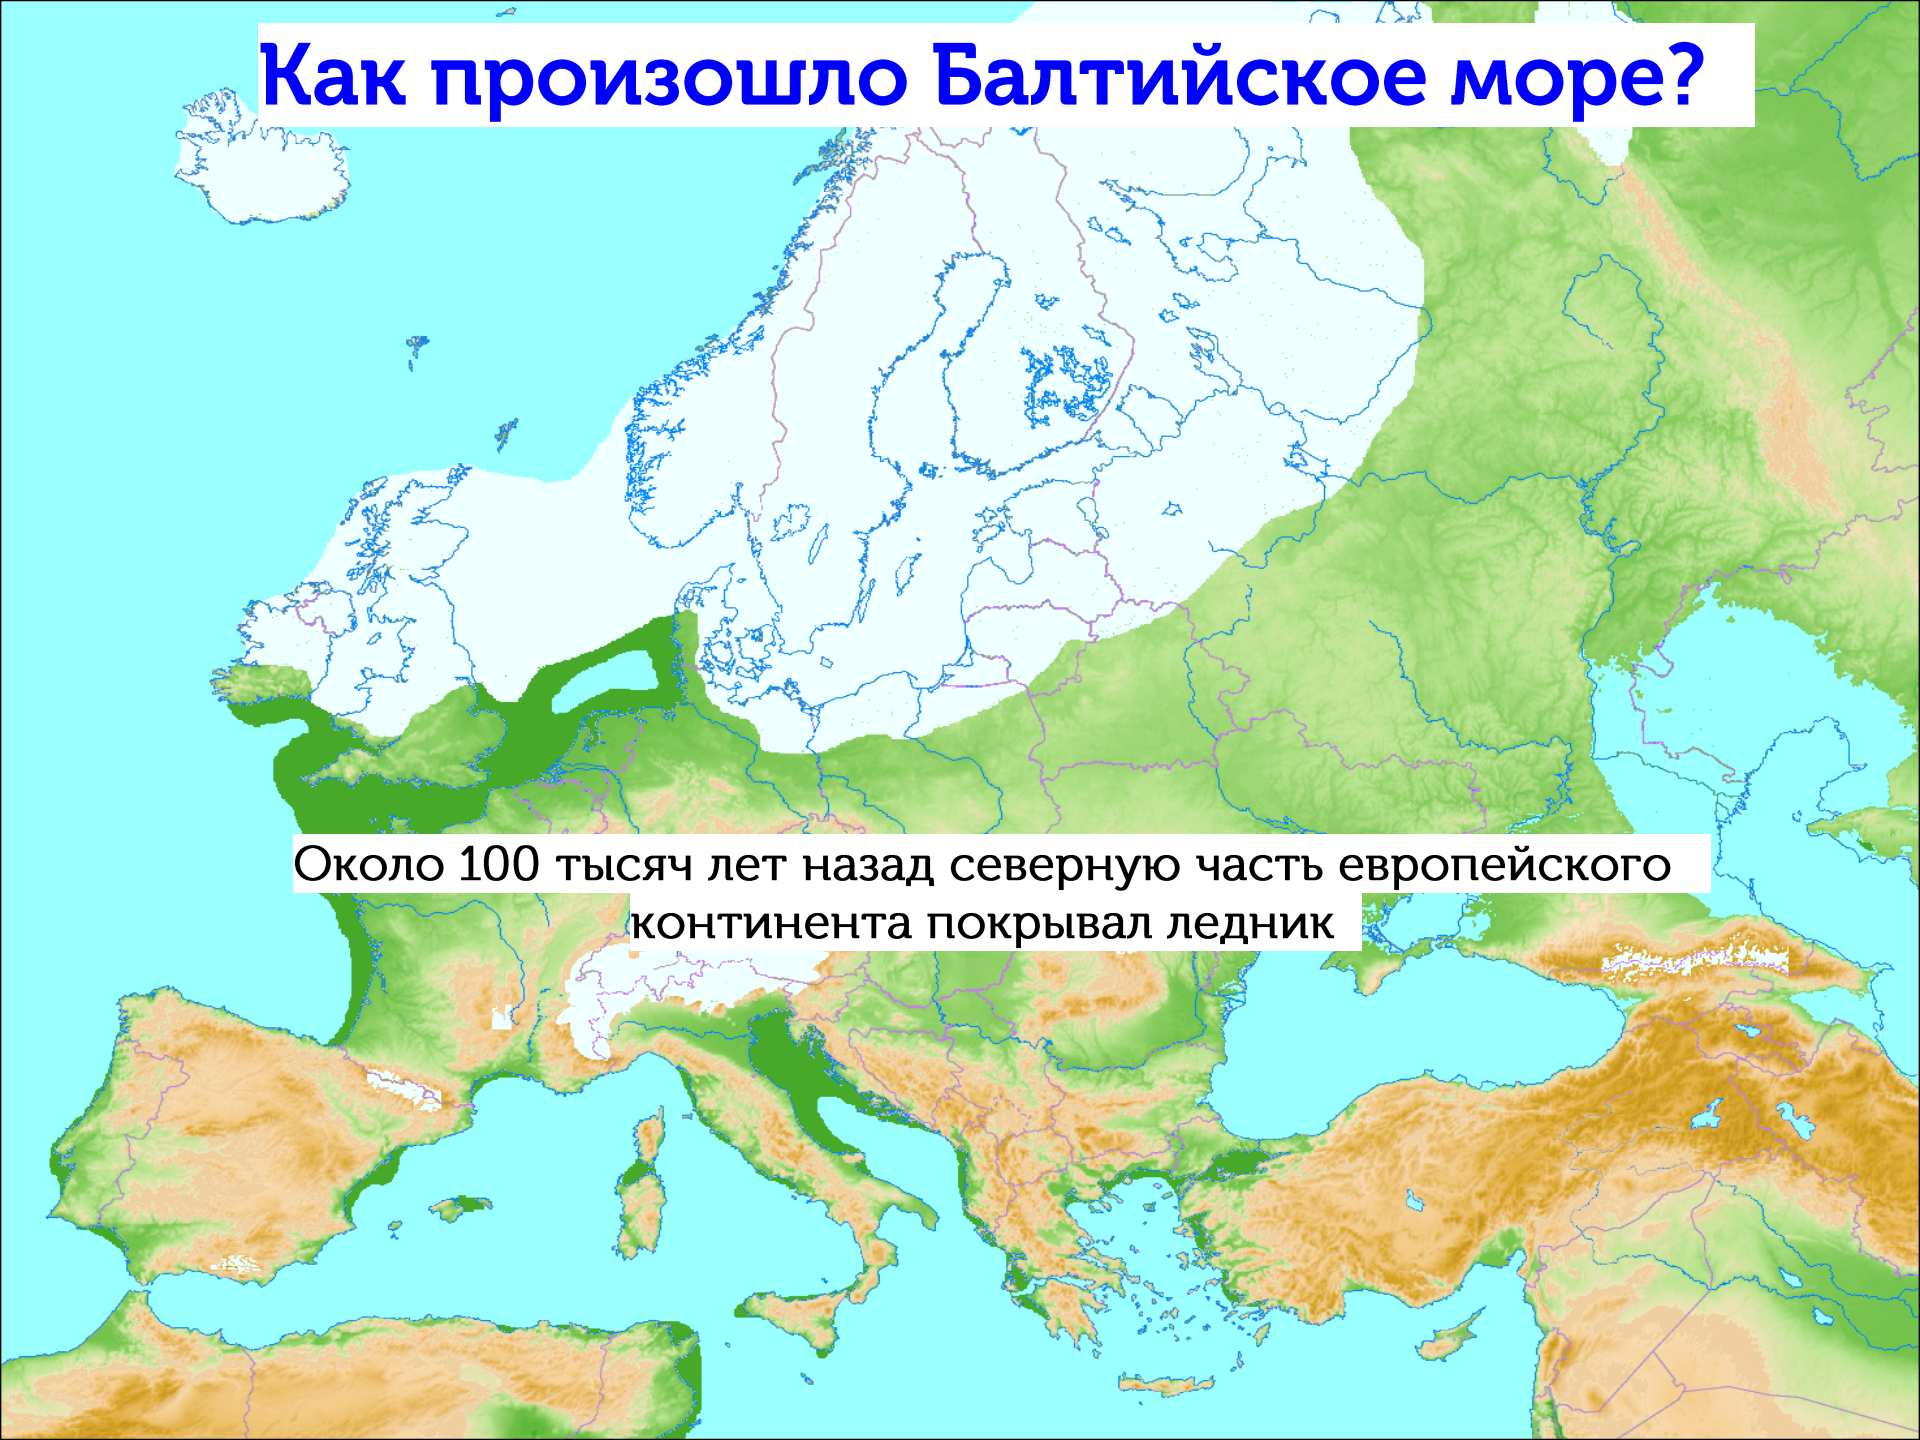 Как произошло Балтийское море?
Около 100 тысяч лет назад северную часть европейского
континента покрывал ледник